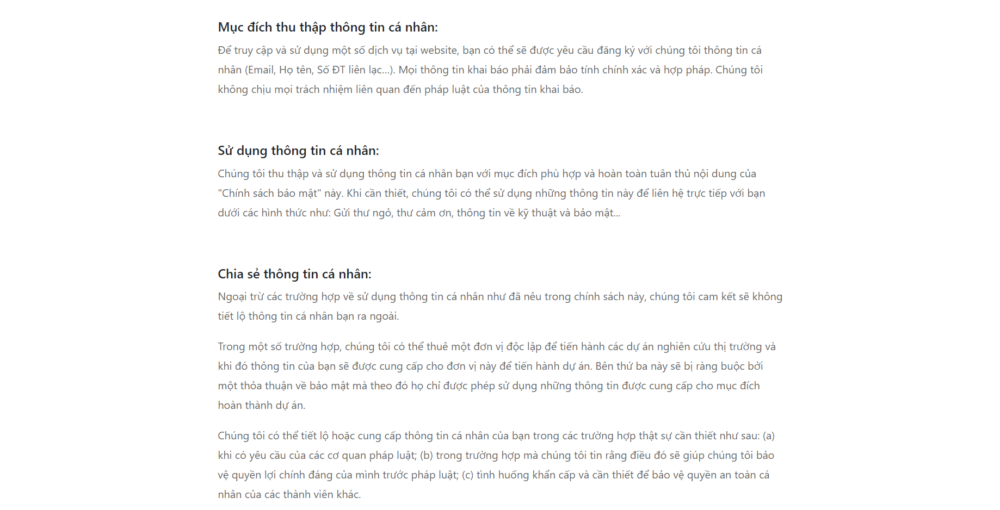 Mục đích thu thập thông tin cá nhân:
Để truy cập và sử dụng một số dịch vụ tại website, bạn có thể sẽ được yêu cầu đăng ký với chúng tôi thông tin cá
nhân (Email, Họ tên, Số ĐT liên lạc...). Mọi thông tin khai báo phải đảm bảo tính chính xác và hợp pháp. Chúng tôi
không chịu mọi trách nhiệm liên quan đến pháp luật của thông tin khai báo.
Sử dụng thông tin cá nhân:
Chúng tôi thu thập và sử dụng thông tin cá nhân bạn với mục đích phù hợp và hoàn toàn tuân thủ nội dung của
"Chính sách bảo mật" này. Khi cần thiết, chúng tôi có thể sử dụng những thông tin này để liên hệ trực tiếp với bạn
dưới các hình thức như: Gửi thư ngỏ, thư cảm ơn, thông tin về kỹ thuật và bảo mật...
Chia sẻ thông tin cá nhân:
Ngoại trừ các trường hợp về sử dụng thông tin cá nhân như đã nêu trong chính sách này, chúng tôi cam kết sẽ không
tiết lộ thông tin cá nhân bạn ra ngoài.
Trong một số trường hợp, chúng tôi có thể thuê một đơn vị độc lập để tiến hành các dự án nghiên cứu thị trường và
khi đó thông tin của bạn sẽ được cung cấp cho đơn vị này để tiến hành dự án. Bên thứ ba này sẽ bị ràng buộc bởi
một thỏa thuận về bảo mật mà theo đó họ chỉ được phép sử dụng những thông tin được cung cấp cho mục đích
hoàn thành dự án.
Chúng tôi có thể tiết lộ hoặc cung cấp thông tin cá nhân của bạn trong các trường hợp thật sự cần thiết như sau: (a)
khi có yêu cầu của các cơ quan pháp luật; (b) trong trường hợp mà chúng tôi tin rằng điều đó sẽ giúp chúng tôi bảo
vệ quyền lợi chính đáng của mình trước pháp luật; (c) tình huống khẩn cấp và cần thiết để bảo vệ quyền an toàn cá
nhân của các thành viên khác.